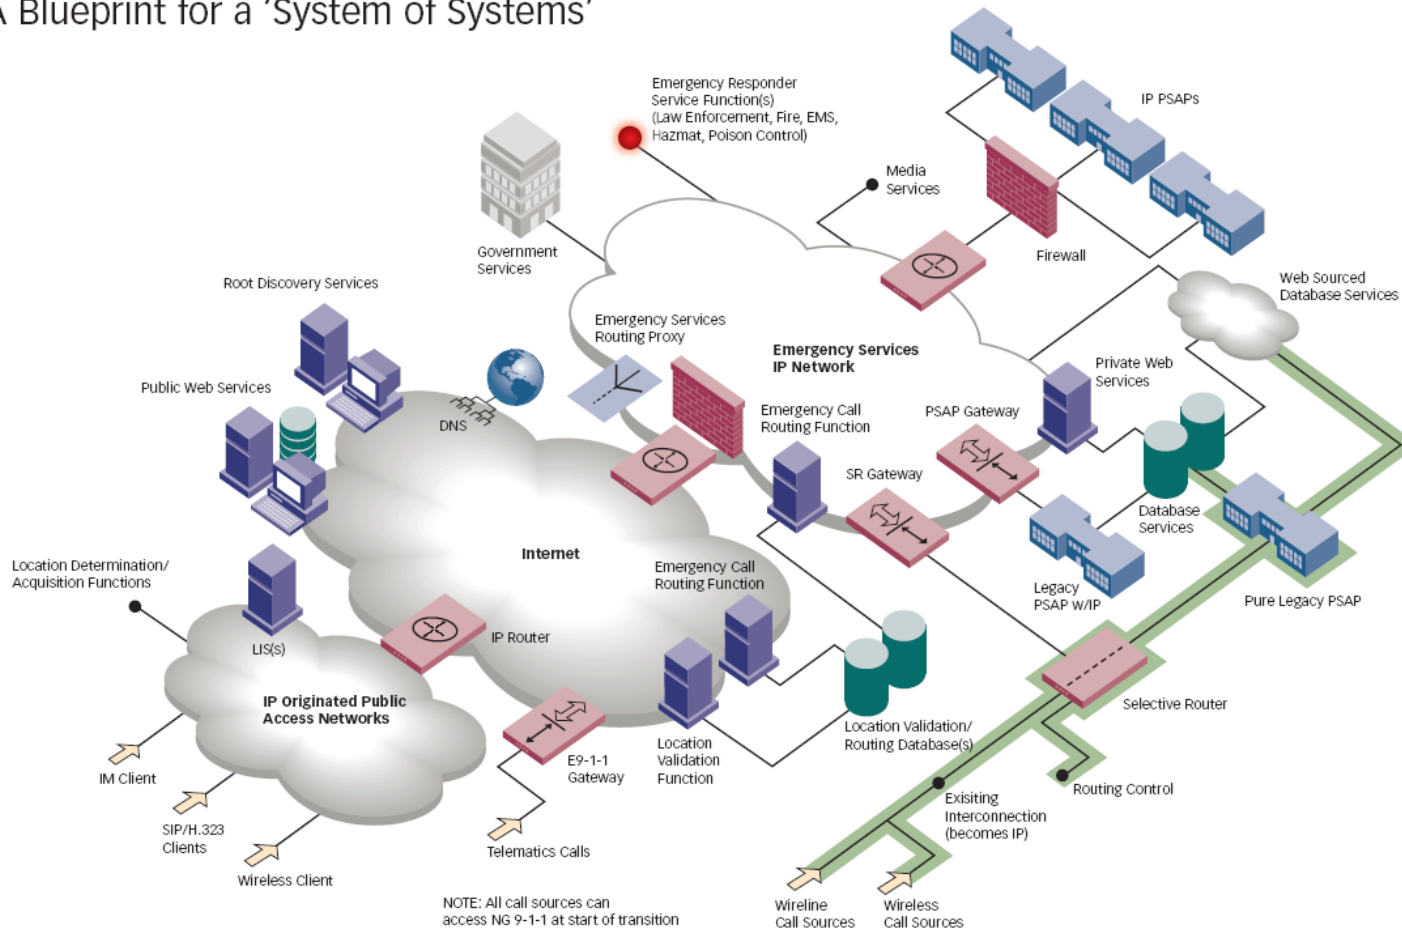 A Blueprint for a 'System of Systems'
Emergency Responder
Service Function(s)
(Law Enforcement, Fire, EMS,
Hazmat, Poison Control)
IP PSAPs
Media
Services
Government
Services
Firewall
Root Discovery Services
Web Sourced
Database Services
Emergency Services
Routing Proxy
Emergency Services
IP Network
Private Web
Services
Public Web Services
DNS
Emergency Call
Routing Function
PSAP Gateway
SR Gateway
Database
Services
Internet
Location Determination/
Acquisition Functions
Emergency Call
Routing Function
Legacy
PSAP w/IP
Pure Legacy PSAP
LIS(s)
IP Router
IP Originated Public
Access Networks
Selective Router
Location Validation/
Routing Database(s)
Location
Validation
Function
E9-1-1
Gateway
IM Client
Routing Control
Exisiting
Interconnection
(becomes IP)
SIP/H.323
Clients
Telematics Calls
Wireless Client
NOTE: All call sources can
access NG 9-1-1 at start of transition
Wireline
Call Sources
Wireless
Call Sources